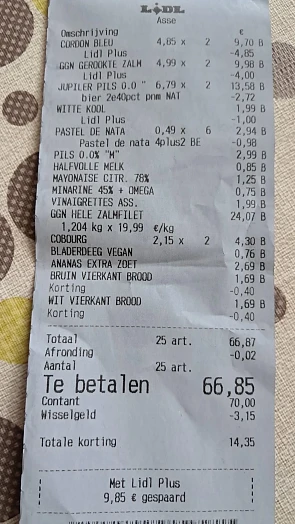 LIDL
Asse
Omschrijving €
CORDON BLEU 4,85 x 2 9,70 B
Lidl Plus -4,85
GGN GEROOKTE ZALM 4,99 x 2 9,98 B
Lidl Plus -4,00
JUPILER PILS 0.0 " 6,79 x 2 13,58 B
bier 2e40pct pnm NAT -2,72
WITTE KOOL 1,99 B
Lidl Plus -1,00
PASTEL DE NATA 0,49 x 6 2,94 B
Pastel de nata 4plus2 BE -0,98
PILS 0.0% "M" 2,99 B
HALFVOLLE MELK 0,85 B
MAYONAISE CITR. 78% 1,25 B
MINARINE 45% + OMEGA 0,75 B
VINAIGRETTES ASS. 1,99 B
GGN HELE ZALMFILET 24,07 B
1,204 kg x 19,99 €/kg
COBOURG 2,15 x 2 4,30 B
BLADERDEEG VEGAN 0,76 B
ANANAS EXTRA ZOET 2,69 B
BRUIN VIERKANT BROOD 1,69 B
Korting -0,40
WIT VIERKANT BROOD 1,69 B
Korting -0,40
Totaal 25 art. 66,87
Afronding -0,02
Aantal 25 art.
Te betalen 66,85
Contant 70,00
Wisselgeld -3,15
Totale korting 14,35
Met Lidl Plus
9,85 € gespaard